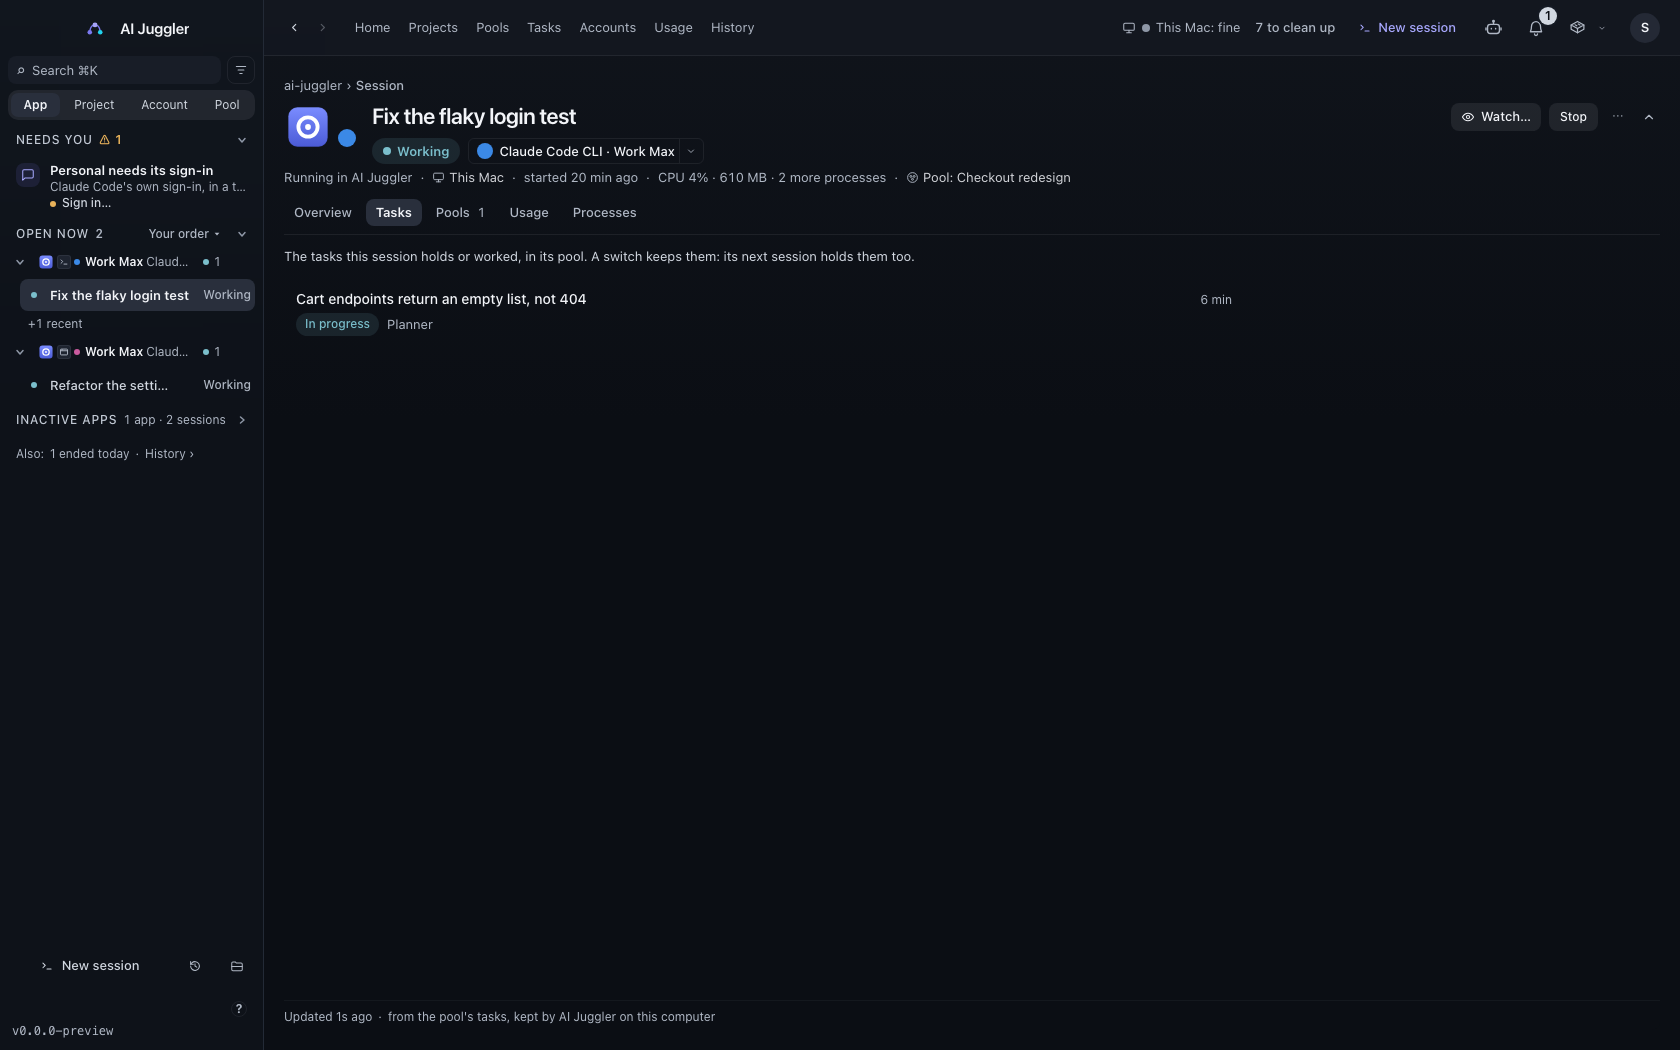 AI Juggler
Search ⌘K
App Project Account Pool
NEEDS YOU 1
Personal needs its sign-in
Claude Code's own sign-in, in a t...
Sign in...
OPEN NOW 2 Your order
Work Max Claud... 1
Fix the flaky login test Working
+1 recent
Work Max Claud... 1
Refactor the setti... Working
INACTIVE APPS 1 app · 2 sessions
Also: 1 ended today · History ›
New session
?
v0.0.0-preview
Home Projects Pools Tasks Accounts Usage History
This Mac: fine 7 to clean up New session 1 S
ai-juggler › Session
Fix the flaky login test
Watch... Stop ...
Working Claude Code CLI · Work Max
Running in AI Juggler · This Mac · started 20 min ago · CPU 4% · 610 MB · 2 more processes · Pool: Checkout redesign
Overview Tasks Pools 1 Usage Processes
The tasks this session holds or worked, in its pool. A switch keeps them: its next session holds them too.
Cart endpoints return an empty list, not 404 6 min
In progress Planner
Updated 1s ago · from the pool's tasks, kept by AI Juggler on this computer